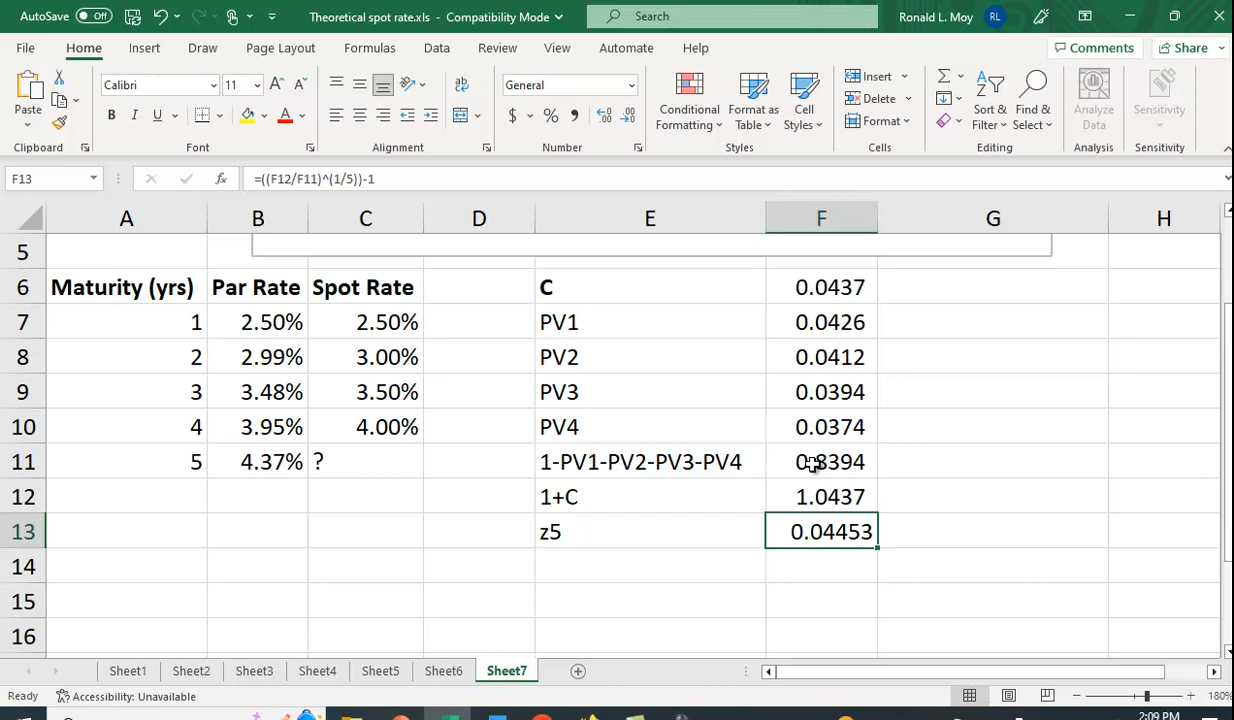 AutoSave Off Theoretical spot rate.xls - Compatibility Mode Search Ronald L. Moy RL
File Home Insert Draw Page Layout Formulas Data Review View Automate Help Comments Share
Paste Calibri 11 General Conditional Formatting Format as Table Cell Styles Insert Delete Format Sort & Filter Find & Select Analyze Data Sensitivity
Clipboard Font Alignment Number Styles Cells Editing Analysis Sensitivity
F13 fx =((F12/F11)^(1/5))-1
A B C D E F G H
5
6 Maturity (yrs) Par Rate Spot Rate C 0.0437
7 1 2.50% 2.50% PV1 0.0426
8 2 2.99% 3.00% PV2 0.0412
9 3 3.48% 3.50% PV3 0.0394
10 4 3.95% 4.00% PV4 0.0374
11 5 4.37% ? 1-PV1-PV2-PV3-PV4 0.8394
12 1+C 1.0437
13 z5 0.04453
14
15
16
Sheet1 Sheet2 Sheet3 Sheet4 Sheet5 Sheet6 Sheet7
Ready Accessibility: Unavailable 180%
2:09 PM